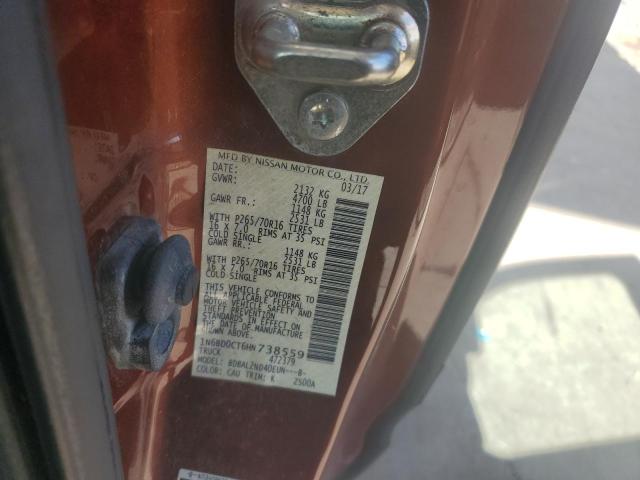 MFD BY NISSAN MOTOR CO., LTD.
DATE: 03/17
GVWR: 2132 KG
4700 LB
GAWR FR.: 1148 KG
2531 LB
WITH P265/70R16 TIRES
16 X 7.0 RIMS AT 35 PSI
COLD SINGLE
GAWR RR.: 1148 KG
2531 LB
WITH P265/70R16 TIRES
16 X 7.0 RIMS AT 35 PSI
COLD SINGLE
THIS VEHICLE CONFORMS TO
ALL APPLICABLE FEDERAL
MOTOR VEHICLE SAFETY AND
THEFT PREVENTION
STANDARDS IN EFFECT ON
THE DATE OF MANUFACTURE
SHOWN ABOVE.
1N6BD0CT6HN738559
TRUCK 472379
MODEL: BDBALZND40EUN---8-
COLOR: CAU TRIM: K 2500A